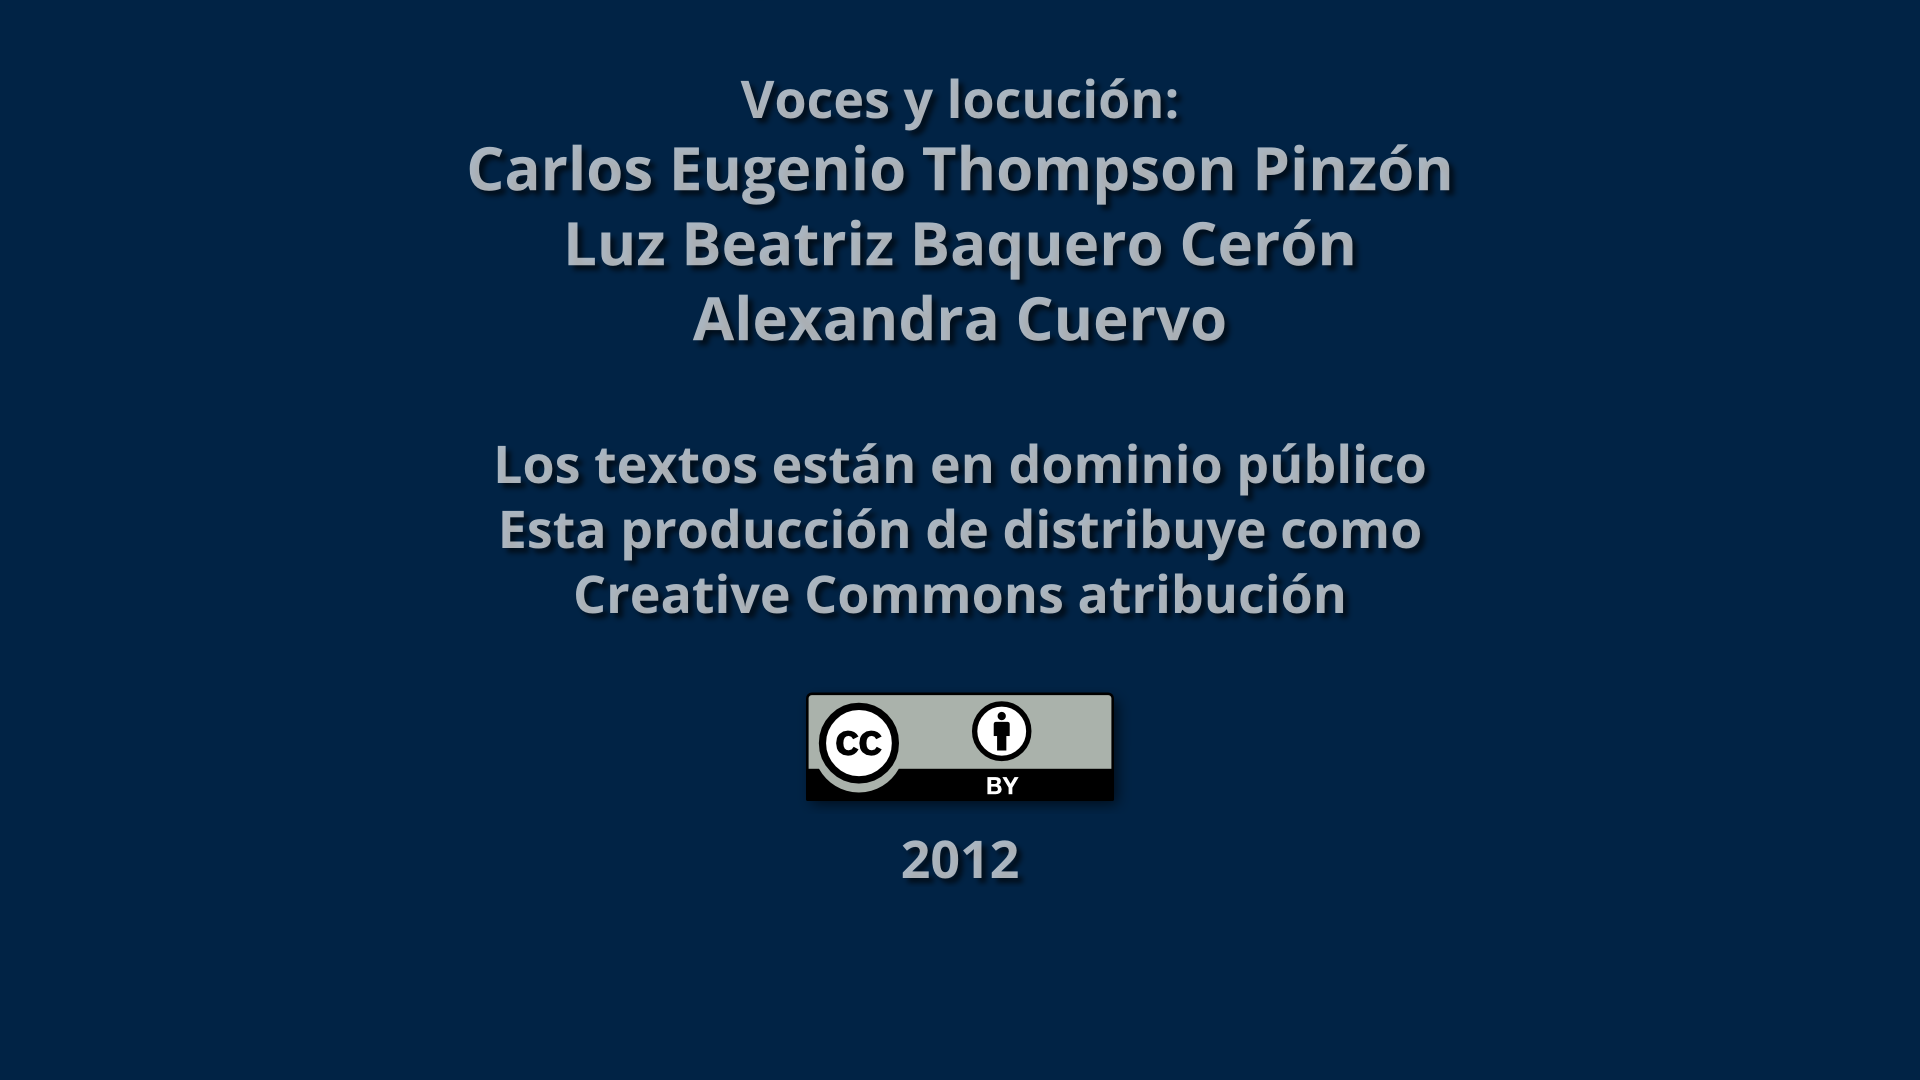 Voces y locución:
Carlos Eugenio Thompson Pinzón
Luz Beatriz Baquero Cerón
Alexandra Cuervo
Los textos están en dominio público
Esta producción de distribuye como
Creative Commons atribución
cc
BY
2012